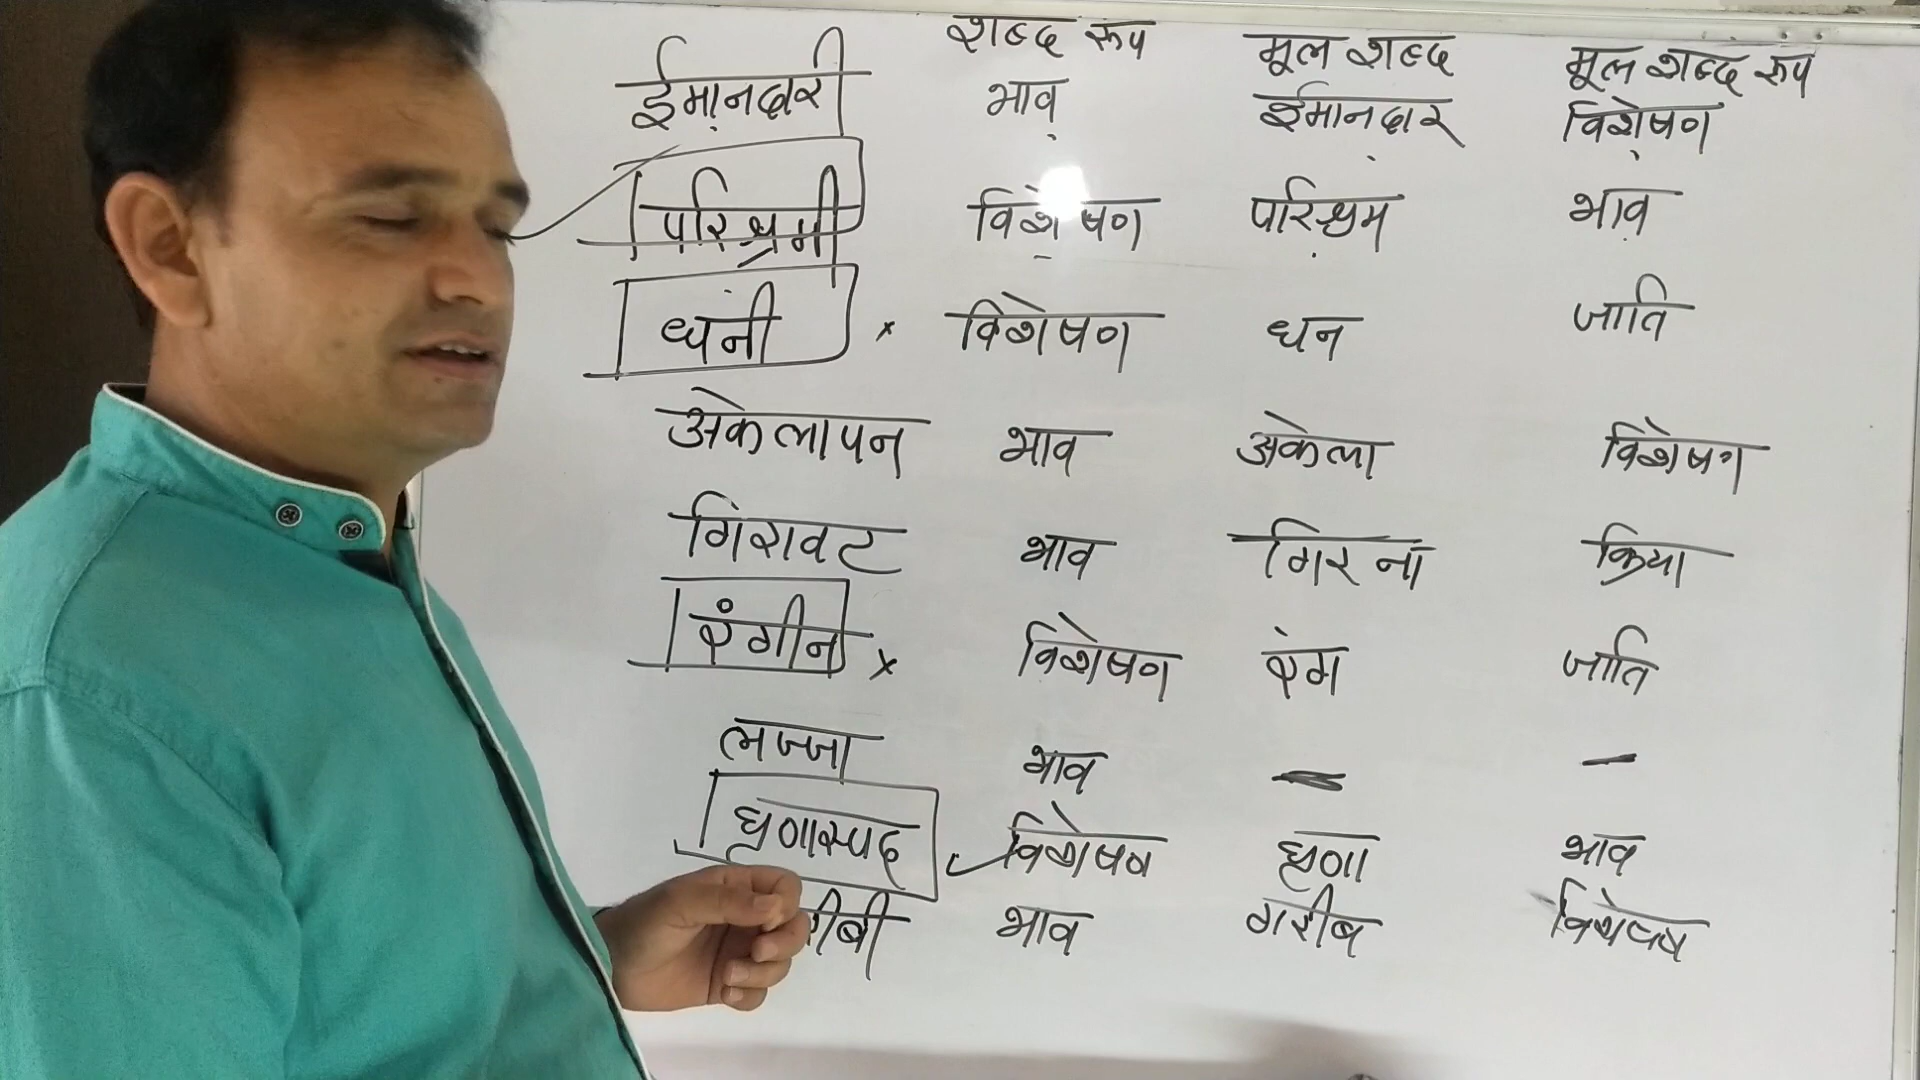 शब्द रूप मूल शब्द मूल शब्द रूप
ईमानदारी भाव ईमानदार विशेषण
परिश्रमी विशेषण परिश्रम भाव
धनी × विशेषण धन जाति
अकेलापन भाव अकेला विशेषण
गिरावट भाव गिरना क्रिया
रंगीन × विशेषण रंग जाति
लज्जा भाव — —
घृणास्पद विशेषण घृणा भाव
रीबी भाव गरीब विशेषण